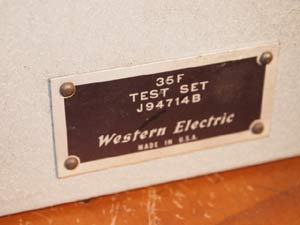 35F
TEST SET
J94714B
Western Electric
MADE IN U.S.A.